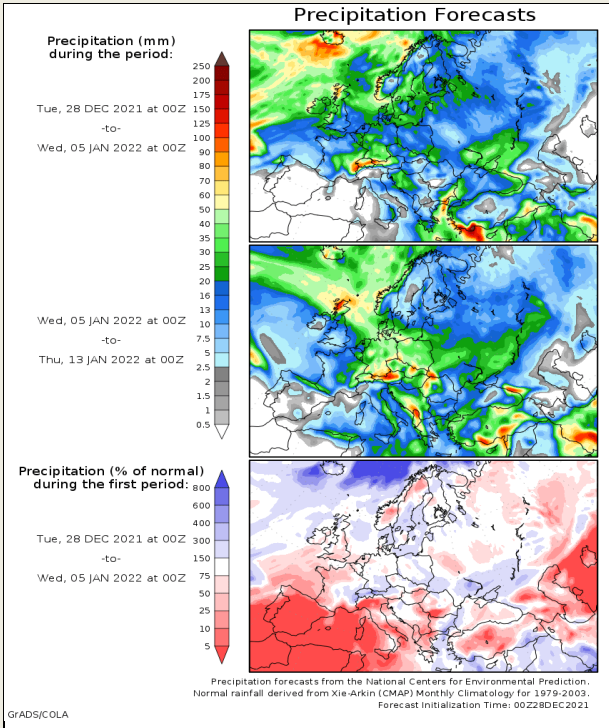 Precipitation Forecasts
Precipitation (mm)
during the period:
Tue, 28 DEC 2021 at 00Z
-to-
Wed, 05 JAN 2022 at 00Z
250
200
175
150
125
100
90
80
70
60
50
40
35
30
25
20
16
13
10
7.5
5
2.5
2
1.5
1
0.5
Wed, 05 JAN 2022 at 00Z
-to-
Thu, 13 JAN 2022 at 00Z
Precipitation (% of normal)
during the first period:
Tue, 28 DEC 2021 at 00Z
-to-
Wed, 05 JAN 2022 at 00Z
800
600
400
300
150
75
50
25
10
5
Precipitation forecasts from the National Centers for Environmental Prediction.
Normal rainfall derived from Xie-Arkin (CMAP) Monthly Climatology for 1979-2003.
Forecast Initialization Time: 00Z28DEC2021
GrADS/COLA